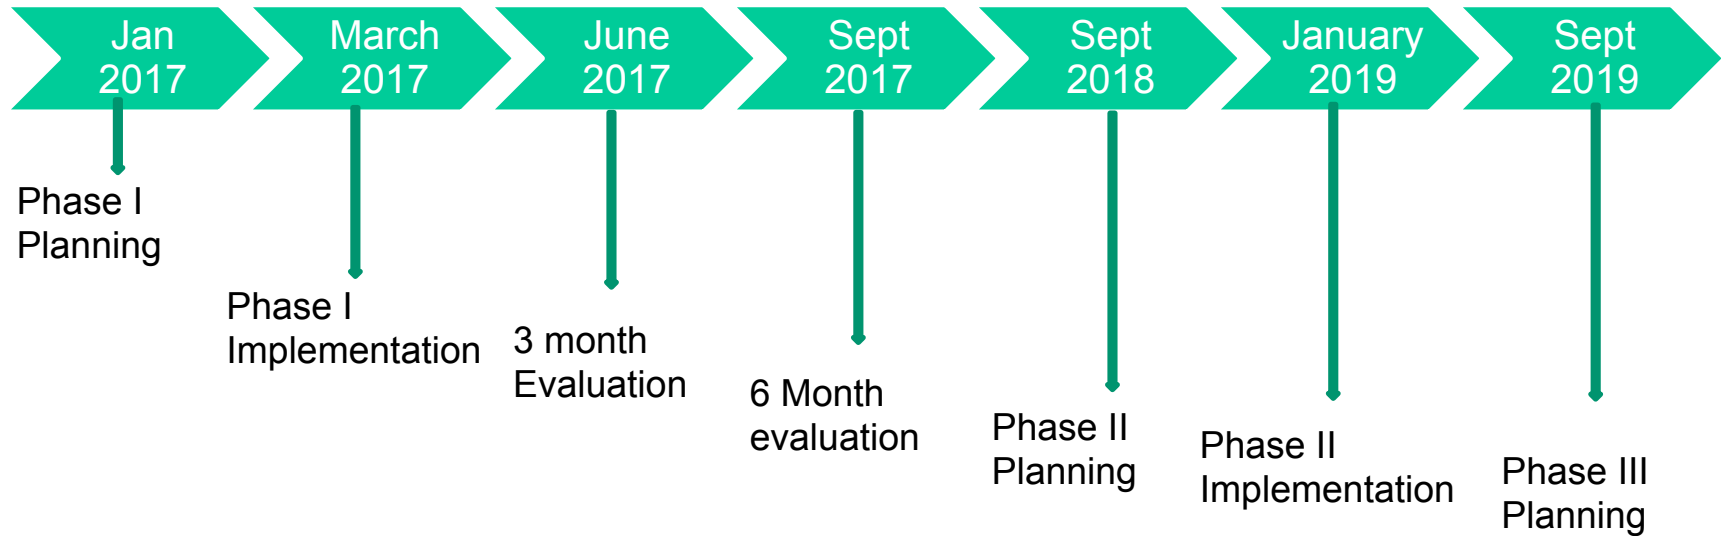 Jan
2017
March
2017
June
2017
Sept
2017
Sept
2018
January
2019
Sept
2019
Phase I
Planning
Phase I
Implementation
3 month
Evaluation
6 Month
evaluation
Phase II
Planning
Phase II
Implementation
Phase III
Planning